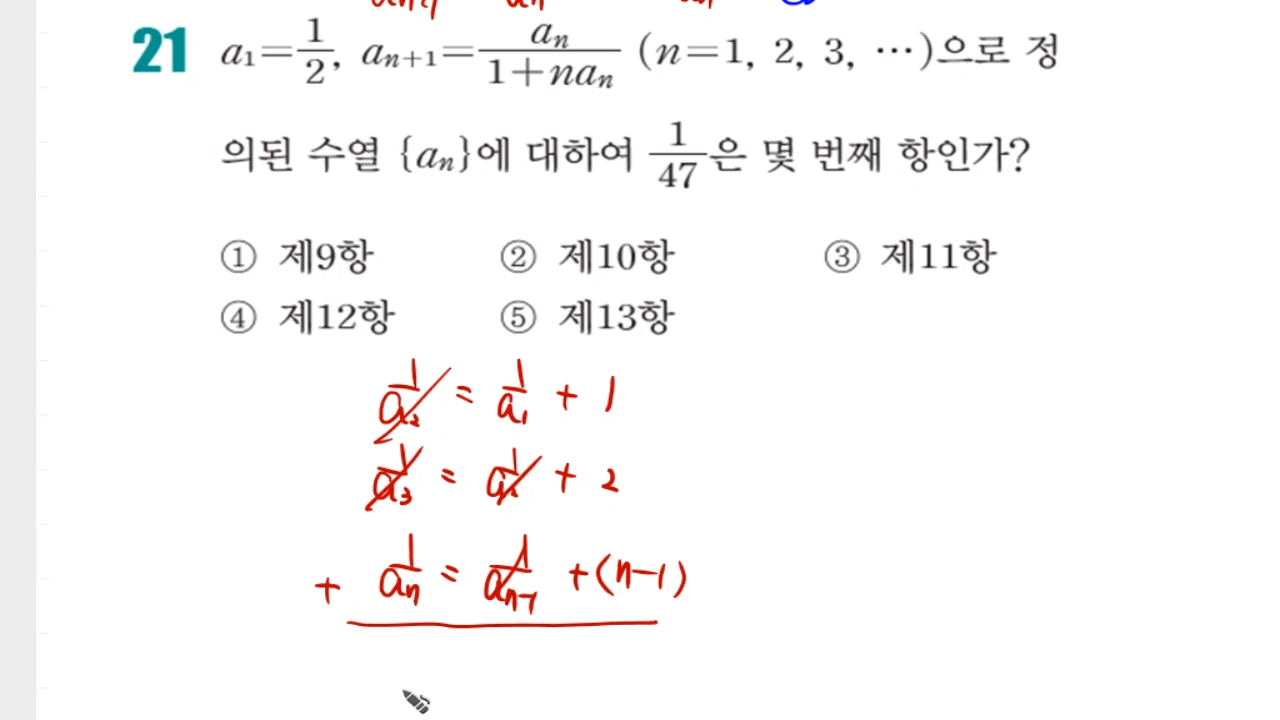 21 a₁=1/2, aₙ₊₁=aₙ/(1+naₙ) (n=1, 2, 3, ⋯)으로 정
의된 수열 {aₙ}에 대하여 1/47은 몇 번째 항인가?
① 제9항 ② 제10항 ③ 제11항
④ 제12항 ⑤ 제13항
1/a₂ = 1/a₁ + 1
1/a₃ = 1/a₂ + 2
+ 1/aₙ = 1/aₙ₋₁ + (n-1)